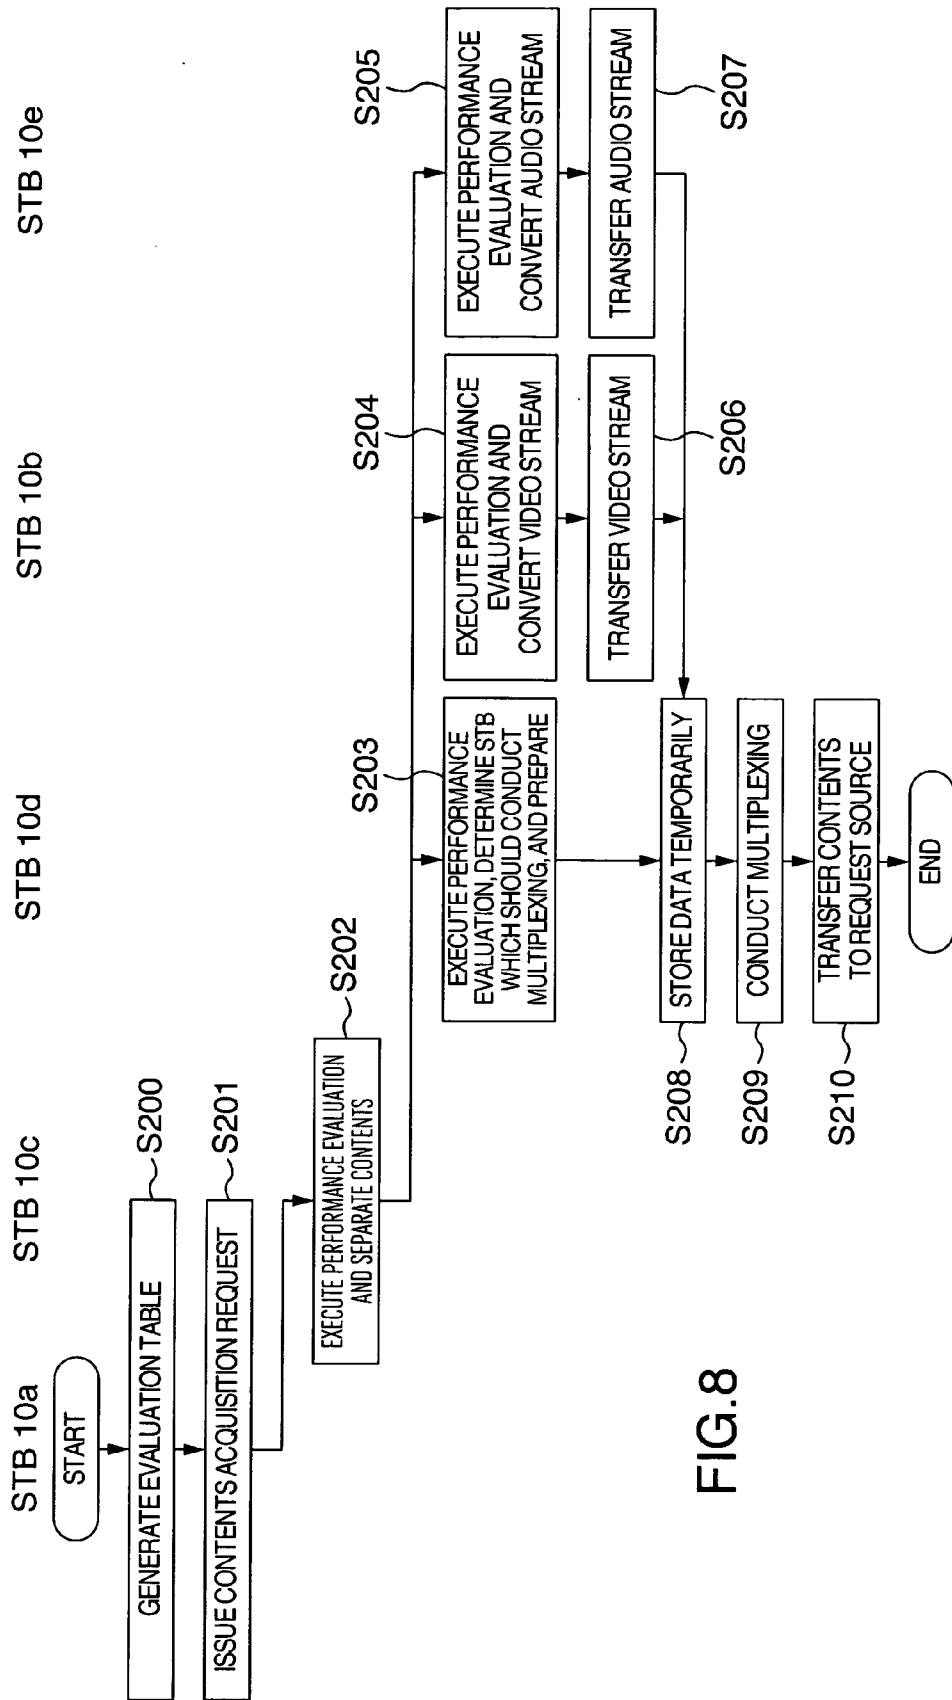 STB 10a
STB 10c
STB 10d
STB 10b
STB 10e
START
GENERATE EVALUATION TABLE
S200
ISSUE CONTENTS ACQUISITION REQUEST
S201
EXECUTE PERFORMANCE EVALUATION
AND SEPARATE CONTENTS
S202
EXECUTE PERFORMANCE
EVALUATION, DETERMINE STB
WHICH SHOULD CONDUCT
MULTIPLEXING, AND PREPARE
S203
EXECUTE PERFORMANCE
EVALUATION AND
CONVERT VIDEO STREAM
S204
EXECUTE PERFORMANCE
EVALUATION AND
CONVERT AUDIO STREAM
S205
TRANSFER VIDEO STREAM
S206
TRANSFER AUDIO STREAM
S207
S208
STORE DATA TEMPORARILY
S209
CONDUCT MULTIPLEXING
S210
TRANSFER CONTENTS
TO REQUEST SOURCE
END
FIG.8